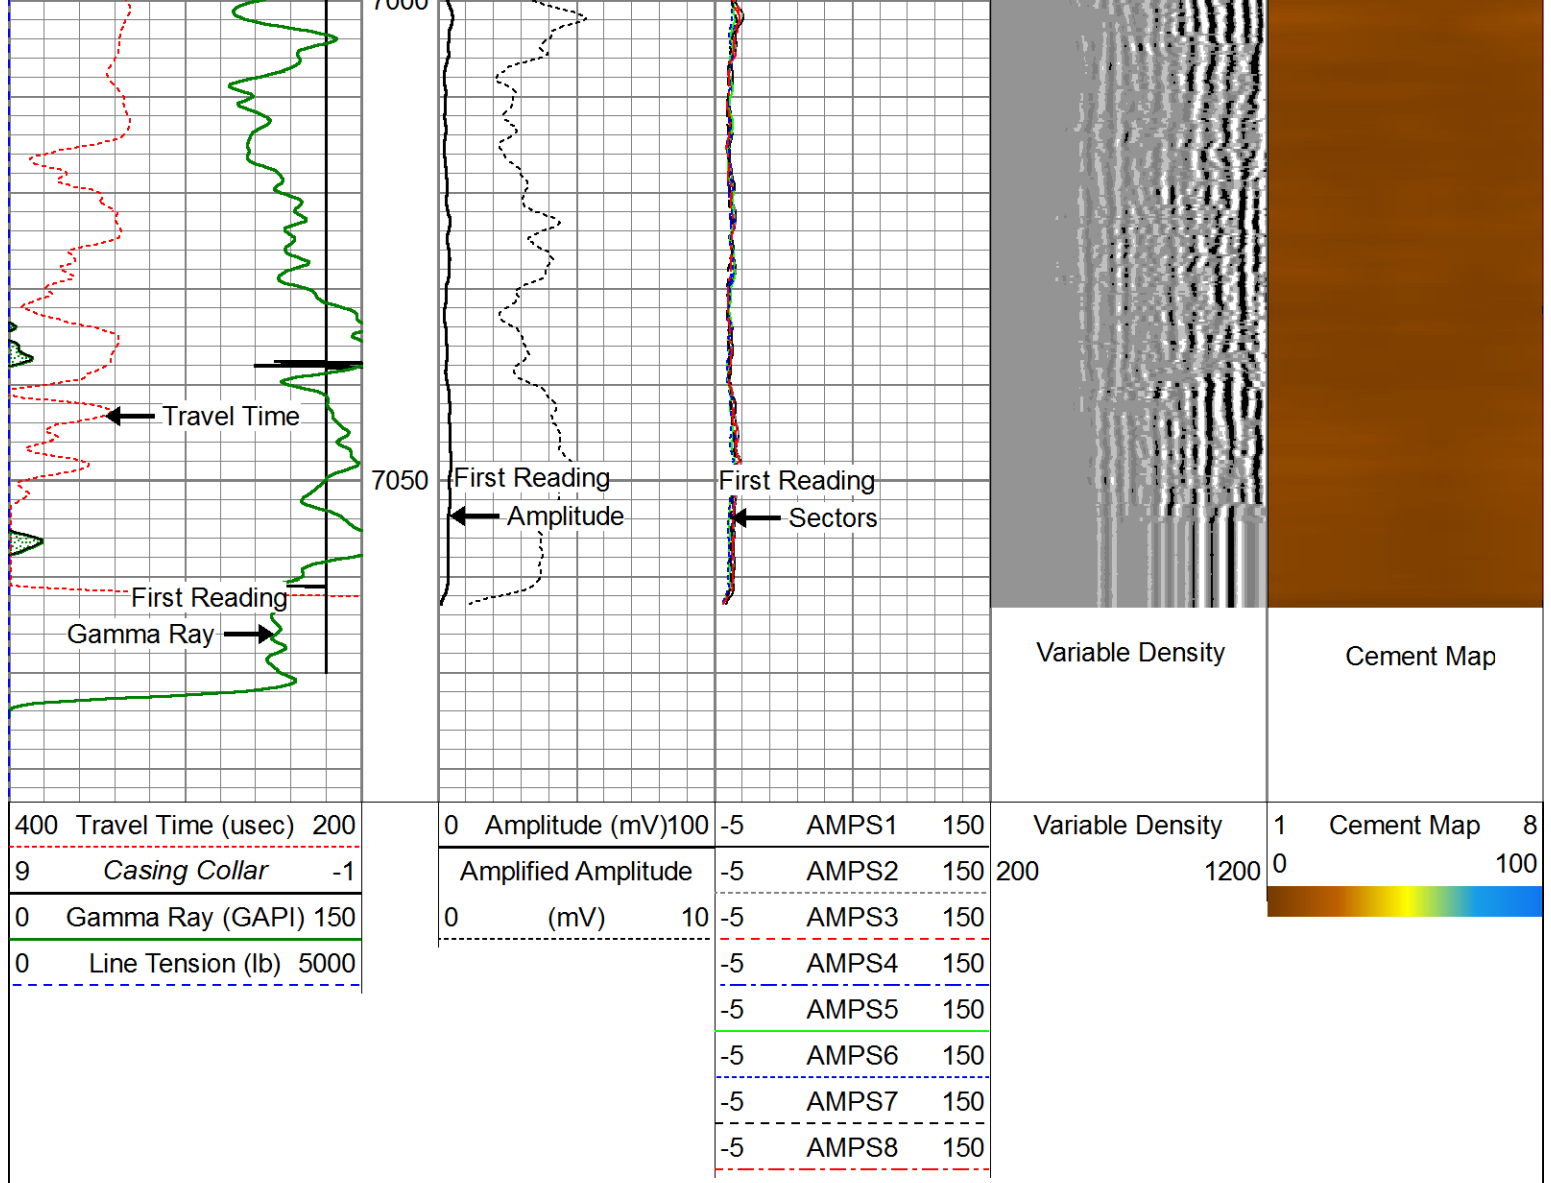 7000
Travel Time
7050
First Reading
First Reading
Amplitude
Sectors
First Reading
Gamma Ray
Variable Density
Cement Map
400 Travel Time (usec) 200
9 Casing Collar -1
0 Gamma Ray (GAPI) 150
0 Line Tension (lb) 5000
0 Amplitude (mV) 100
Amplified Amplitude
0 (mV) 10
-5 AMPS1 150
-5 AMPS2 150
-5 AMPS3 150
-5 AMPS4 150
-5 AMPS5 150
-5 AMPS6 150
-5 AMPS7 150
-5 AMPS8 150
Variable Density
200 1200
1 Cement Map 8
0 100